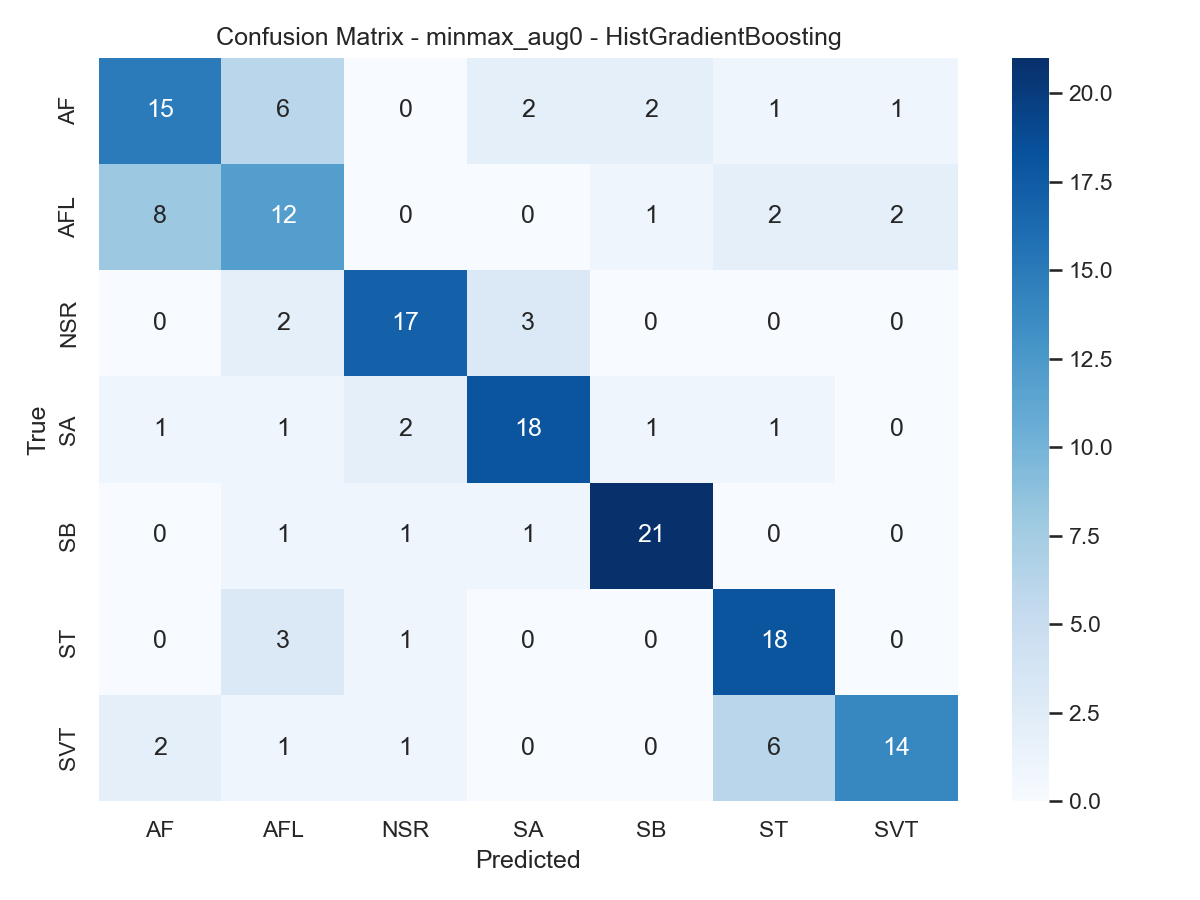 Confusion Matrix - minmax_aug0 - HistGradientBoosting
True
AF 15 6 0 2 2 1 1
AFL 8 12 0 0 1 2 2
NSR 0 2 17 3 0 0 0
SA 1 1 2 18 1 1 0
SB 0 1 1 1 21 0 0
ST 0 3 1 0 0 18 0
SVT 2 1 1 0 0 6 14
AF AFL NSR SA SB ST SVT
Predicted
20.0
17.5
15.0
12.5
10.0
7.5
5.0
2.5
0.0